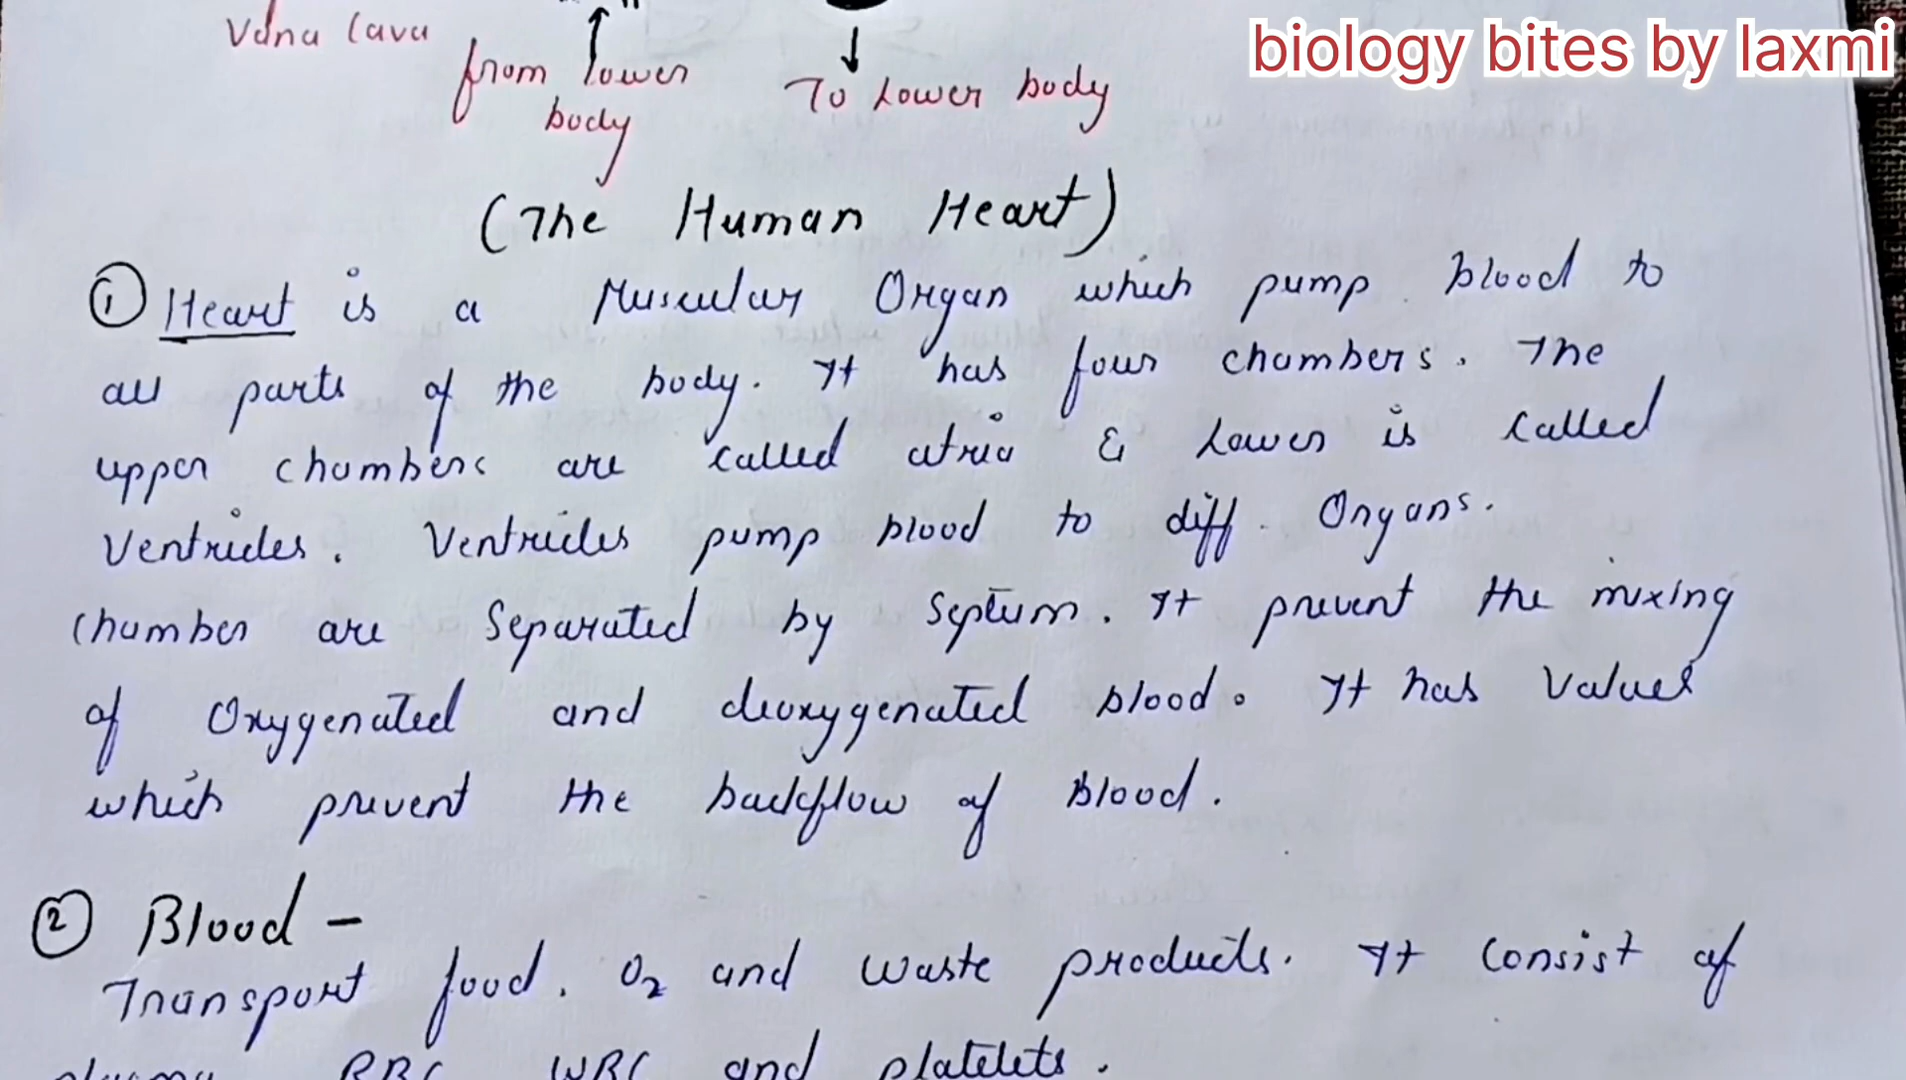 biology bites by laxmi
Vena Cava
from lower
body
To Lower body
(The Human Heart)
① Heart is a Muscular Organ which pump blood to
all parts of the body. It has four chambers. The
upper chambers are called atria & Lower is called
Ventricles. Ventricles pump blood to diff. Organs.
Chamber are Separated by Septum. It prevent the mixing
of Oxygenated and deoxygenated blood. It has Valves
which prevent the backflow of Blood.
② Blood -
Transport food, O₂ and waste products. It consist of
plasma RBC WBC and platelets.